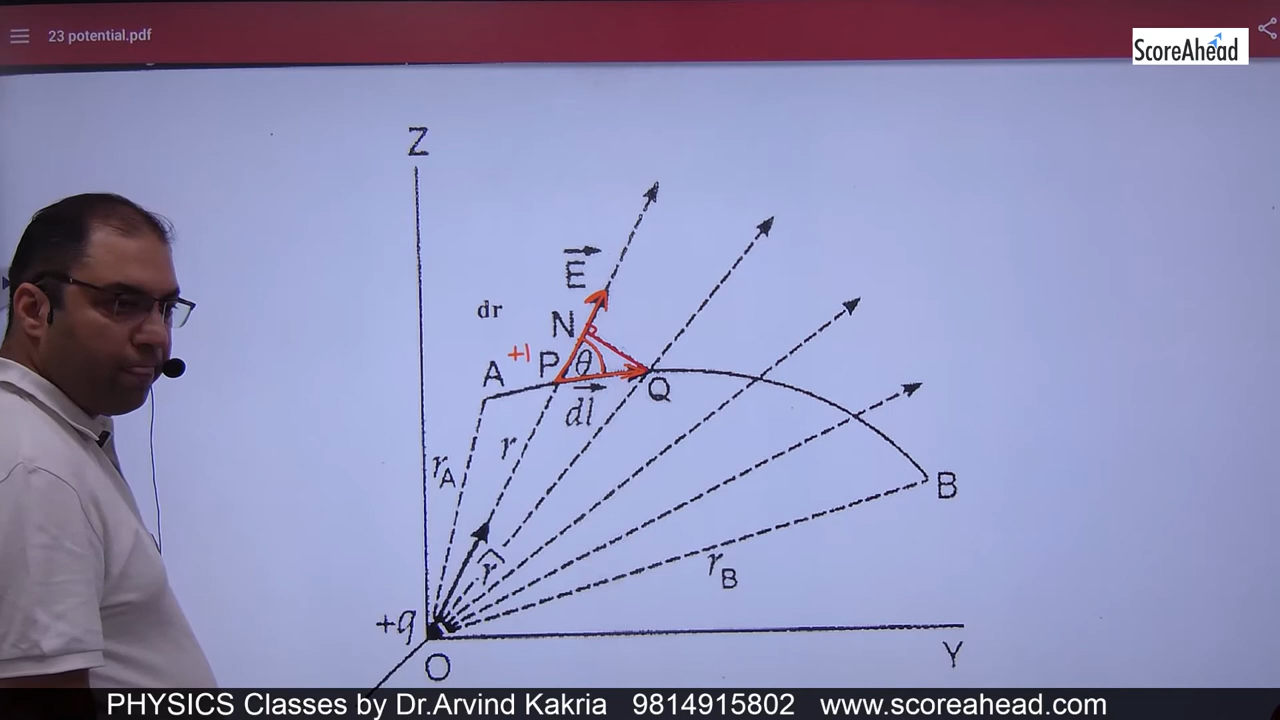 23 potential.pdf
ScoreAhead
Z
E
dr
N
+1
P
θ
A
Q
dl
r
rA
B
r̂
rB
+q
O
Y
PHYSICS Classes by Dr.Arvind Kakria 9814915802 www.scoreahead.com